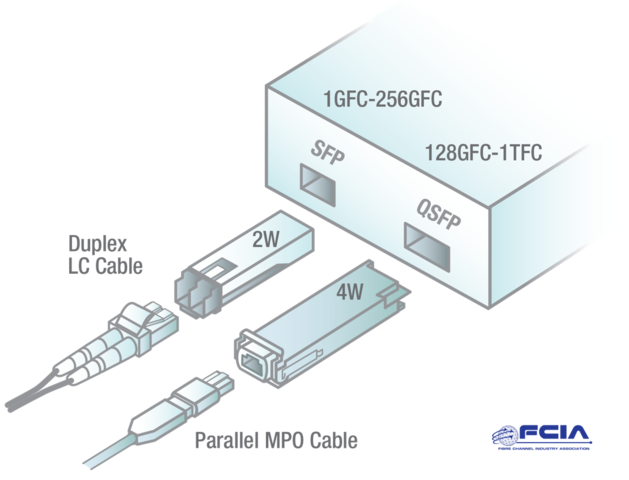 1GFC-256GFC
128GFC-1TFC
SFP
QSFP
2W
Duplex
LC Cable
4W
Parallel MPO Cable
FCIA
FIBRE CHANNEL INDUSTRY ASSOCIATION